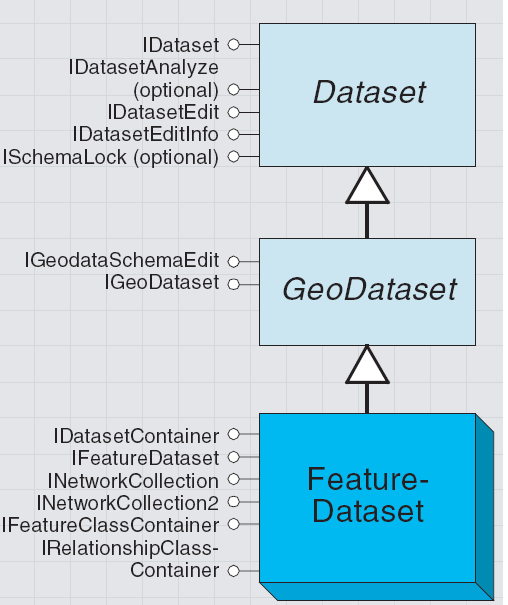 IDataset
IDatasetAnalyze
(optional)
IDatasetEdit
IDatasetEditInfo
ISchemaLock (optional)
Dataset
IGeodataSchemaEdit
IGeoDataset
GeoDataset
IDatasetContainer
IFeatureDataset
INetworkCollection
INetworkCollection2
IFeatureClassContainer
IRelationshipClass-
Container
Feature-
Dataset